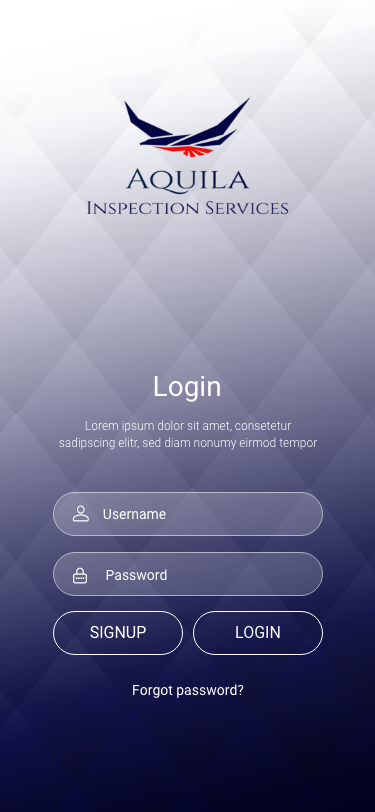 AQUILA
INSPECTION SERVICES
Login
Lorem ipsum dolor sit amet, consetetur
sadipscing elitr, sed diam nonumy eirmod tempor
Username
Password
SIGNUP
LOGIN
Forgot password?